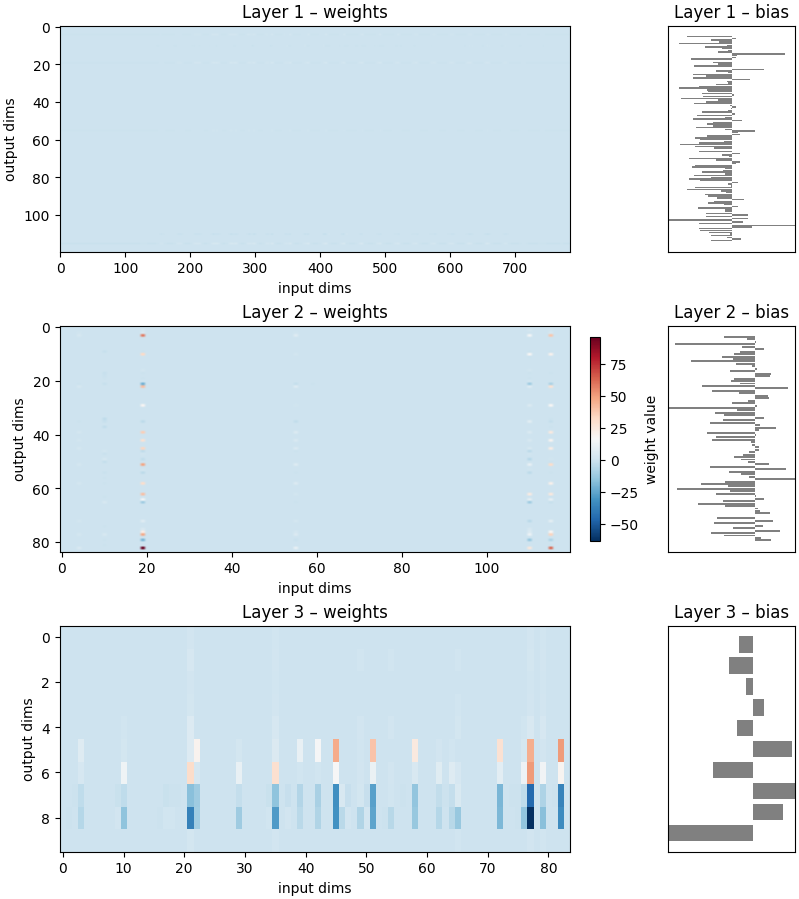 Layer 1 – weights
Layer 1 – bias
0
20
40
60
80
100
output dims
0 100 200 300 400 500 600 700
input dims
Layer 2 – weights
Layer 2 – bias
0
20
40
60
80
output dims
0 20 40 60 80 100
input dims
75
50
25
0
−25
−50
weight value
Layer 3 – weights
Layer 3 – bias
0
2
4
6
8
output dims
0 10 20 30 40 50 60 70 80
input dims